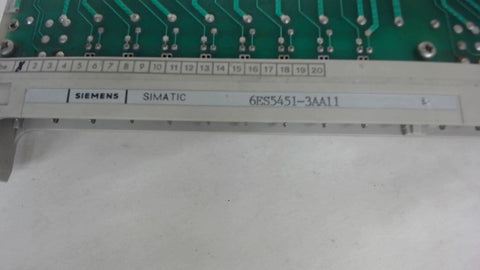 2 3 4 5 6 7 8 9 10 11 12 13 14 15 16 17 18 19 20
SIEMENS SIMATIC 6ES5451-3AA11